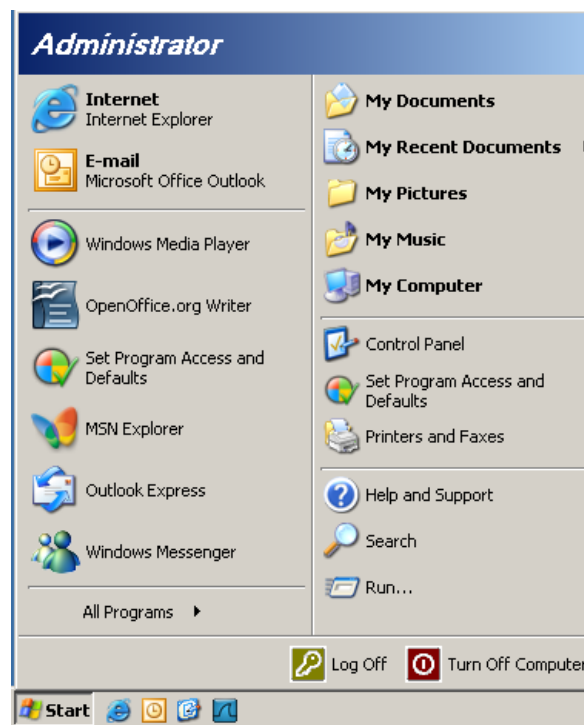 Administrator
Internet
Internet Explorer
E-mail
Microsoft Office Outlook
Windows Media Player
OpenOffice.org Writer
Set Program Access and
Defaults
MSN Explorer
Outlook Express
Windows Messenger
All Programs
My Documents
My Recent Documents
My Pictures
My Music
My Computer
Control Panel
Set Program Access and
Defaults
Printers and Faxes
Help and Support
Search
Run...
Log Off
Turn Off Computer
Start